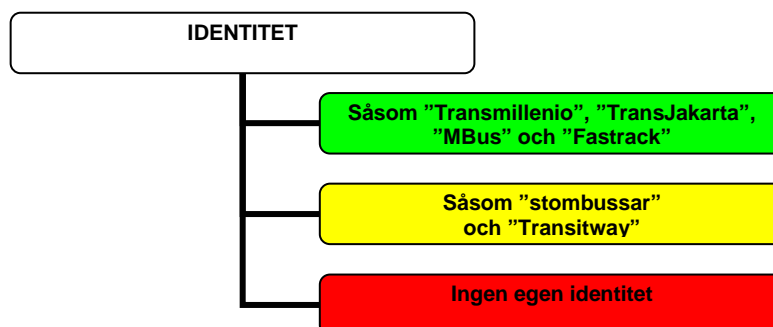 IDENTITET
Såsom ”Transmillenio”, ”TransJakarta”,
”MBus” och ”Fastrack”
Såsom ”stombussar”
och ”Transitway”
Ingen egen identitet